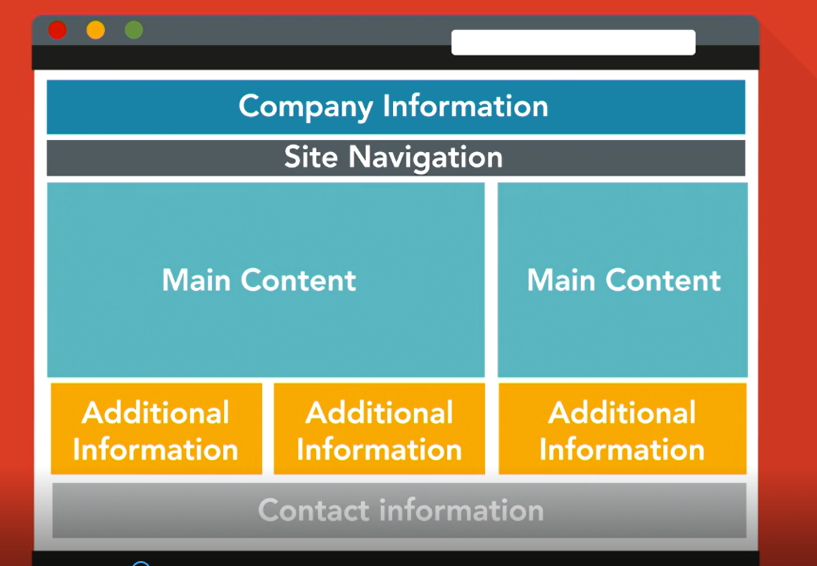 Company Information
Site Navigation
Main Content
Main Content
Additional
Information
Additional
Information
Additional
Information
Contact information